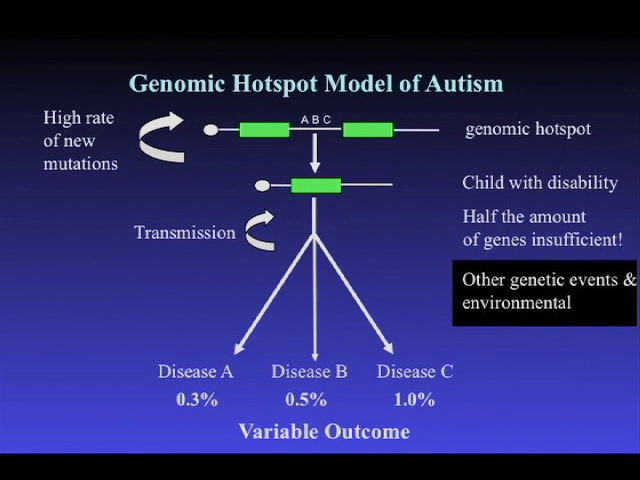 Genomic Hotspot Model of Autism
High rate
of new
mutations
A B C
genomic hotspot
Child with disability
Transmission
Half the amount
of genes insufficient!
Other genetic events &
environmental
Disease A
Disease B
Disease C
0.3%
0.5%
1.0%
Variable Outcome